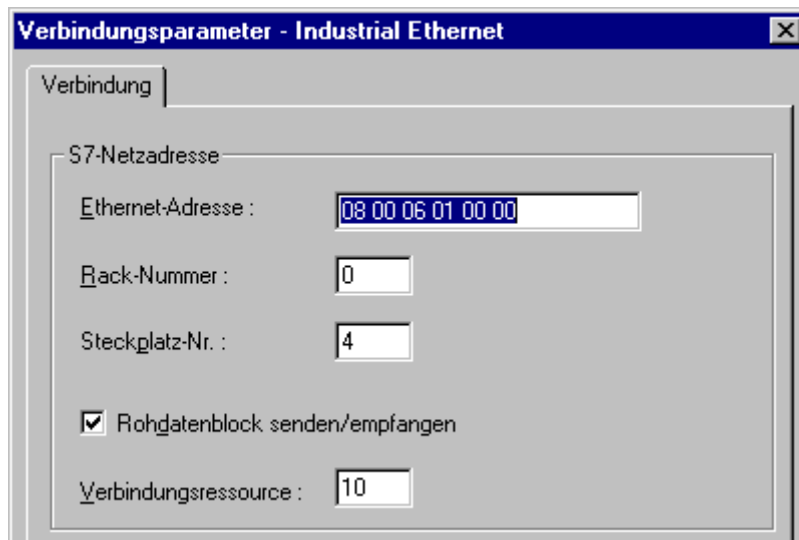 Verbindungsparameter - Industrial Ethernet
Verbindung
S7-Netzadresse
Ethernet-Adresse : 08 00 06 01 00 00
Rack-Nummer : 0
Steckplatz-Nr. : 4
Rohdatenblock senden/empfangen
Verbindungsressource : 10